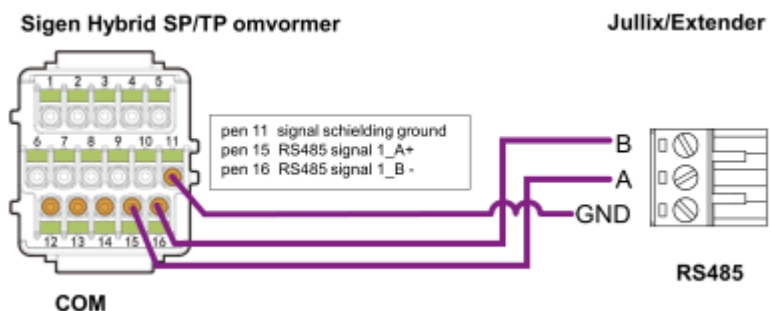 Sigen Hybrid SP/TP omvormer
Jullix/Extender
1 2 3 4 5
6 7 8 9 10 11
12 13 14 15 16
COM
pen 11 signal schielding ground
pen 15 RS485 signal 1_A+
pen 16 RS485 signal 1_B -
B
A
GND
RS485